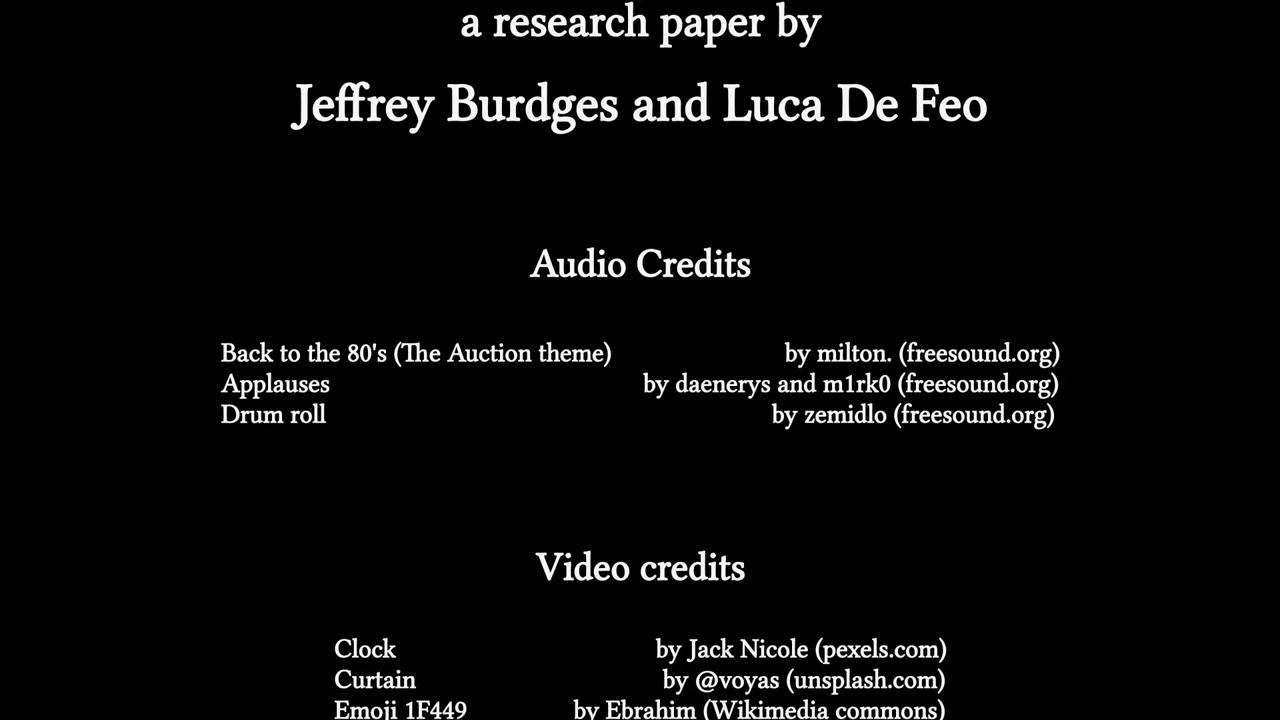 a research paper by
Jeffrey Burdges and Luca De Feo
Audio Credits
Back to the 80's (The Auction theme) by milton. (freesound.org)
Applauses by daenerys and m1rk0 (freesound.org)
Drum roll by zemidlo (freesound.org)
Video credits
Clock by Jack Nicole (pexels.com)
Curtain by @voyas (unsplash.com)
Emoji 1F449 by Ebrahim (Wikimedia commons)